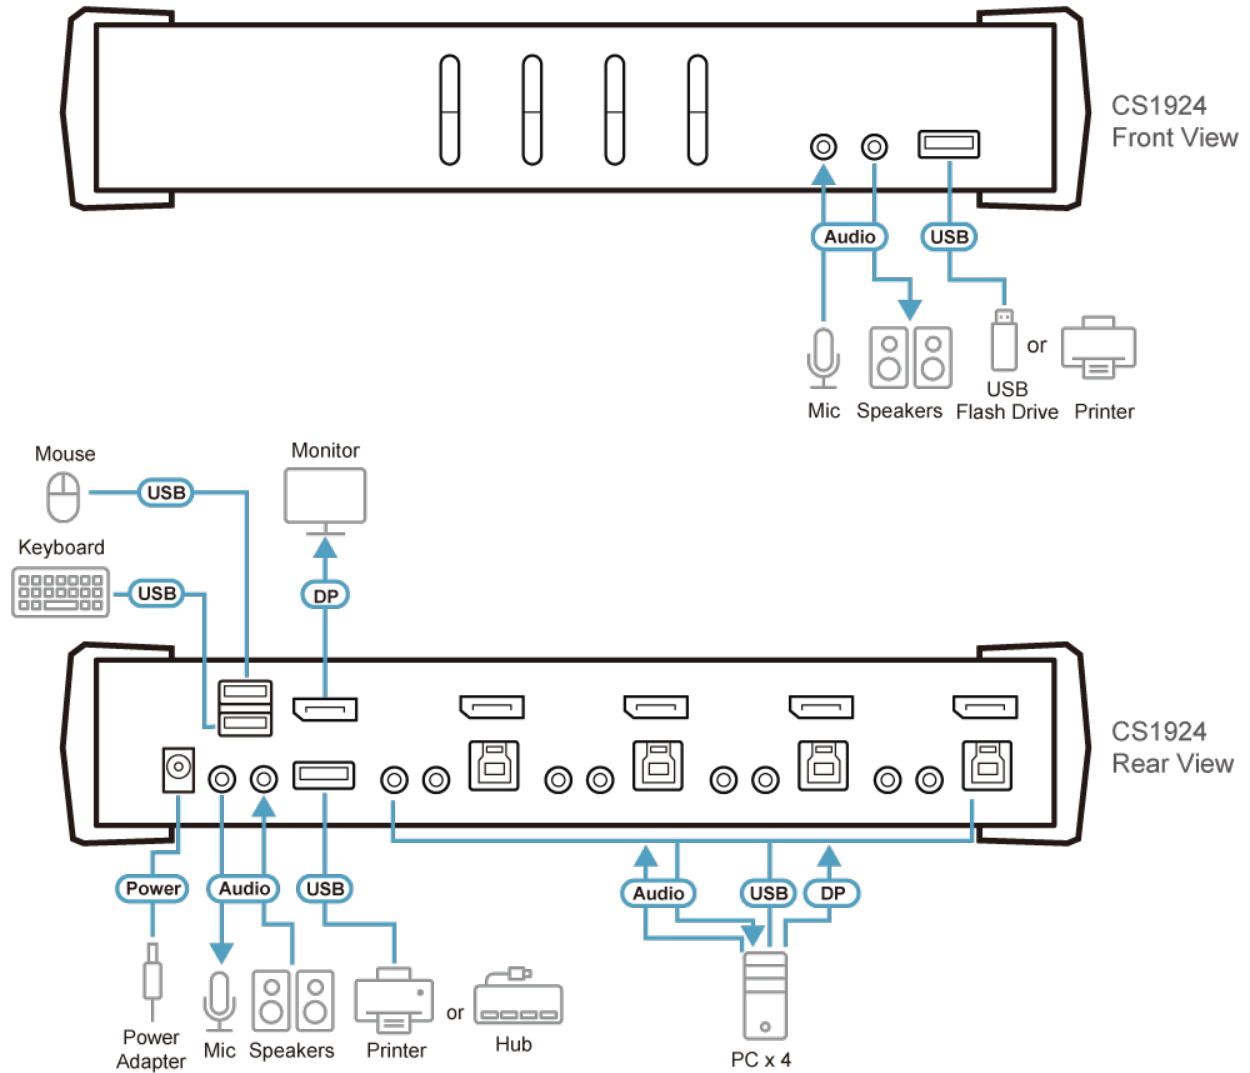 CS1924
Front View
Audio
USB
or
Mic
Speakers
USB
Flash Drive
Printer
Mouse
Monitor
USB
Keyboard
USB
DP
CS1924
Rear View
Power
Audio
USB
Audio
USB
DP
or
Power
Adapter
Mic
Speakers
Printer
Hub
PC x 4